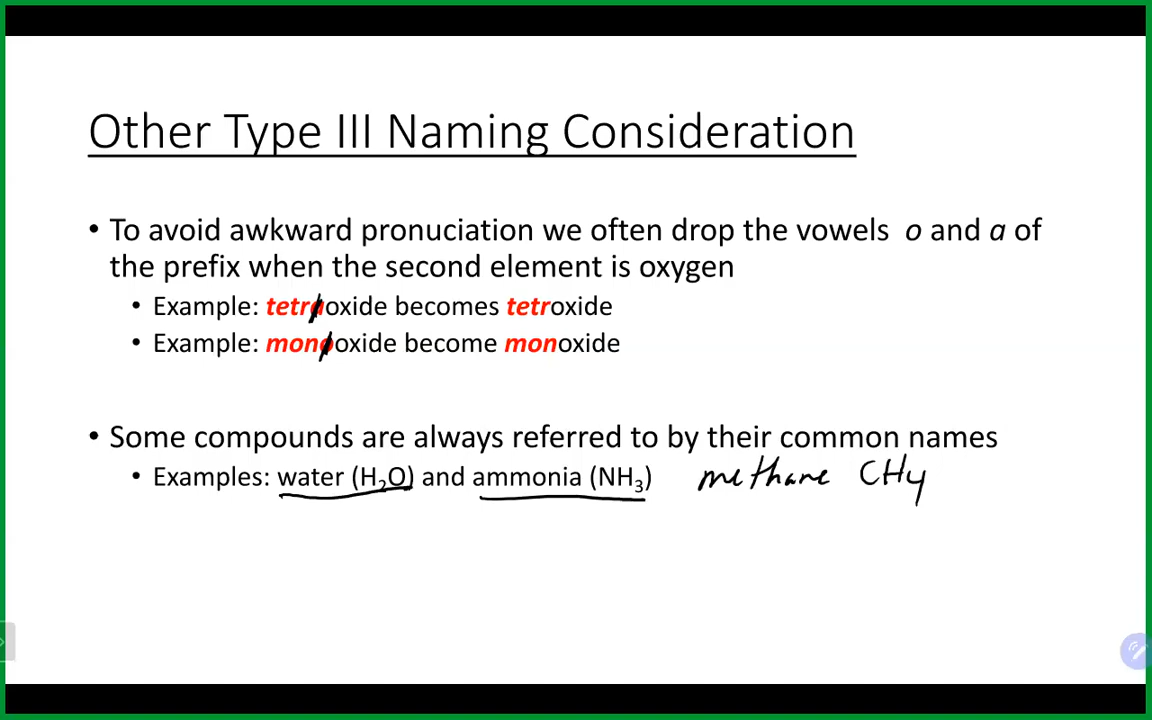 Other Type III Naming Consideration
• To avoid awkward pronuciation we often drop the vowels o and a of
the prefix when the second element is oxygen
• Example: tetraoxide becomes tetroxide
• Example: monooxide become monoxide
• Some compounds are always referred to by their common names
• Examples: water (H₂O) and ammonia (NH₃) methane CH₄